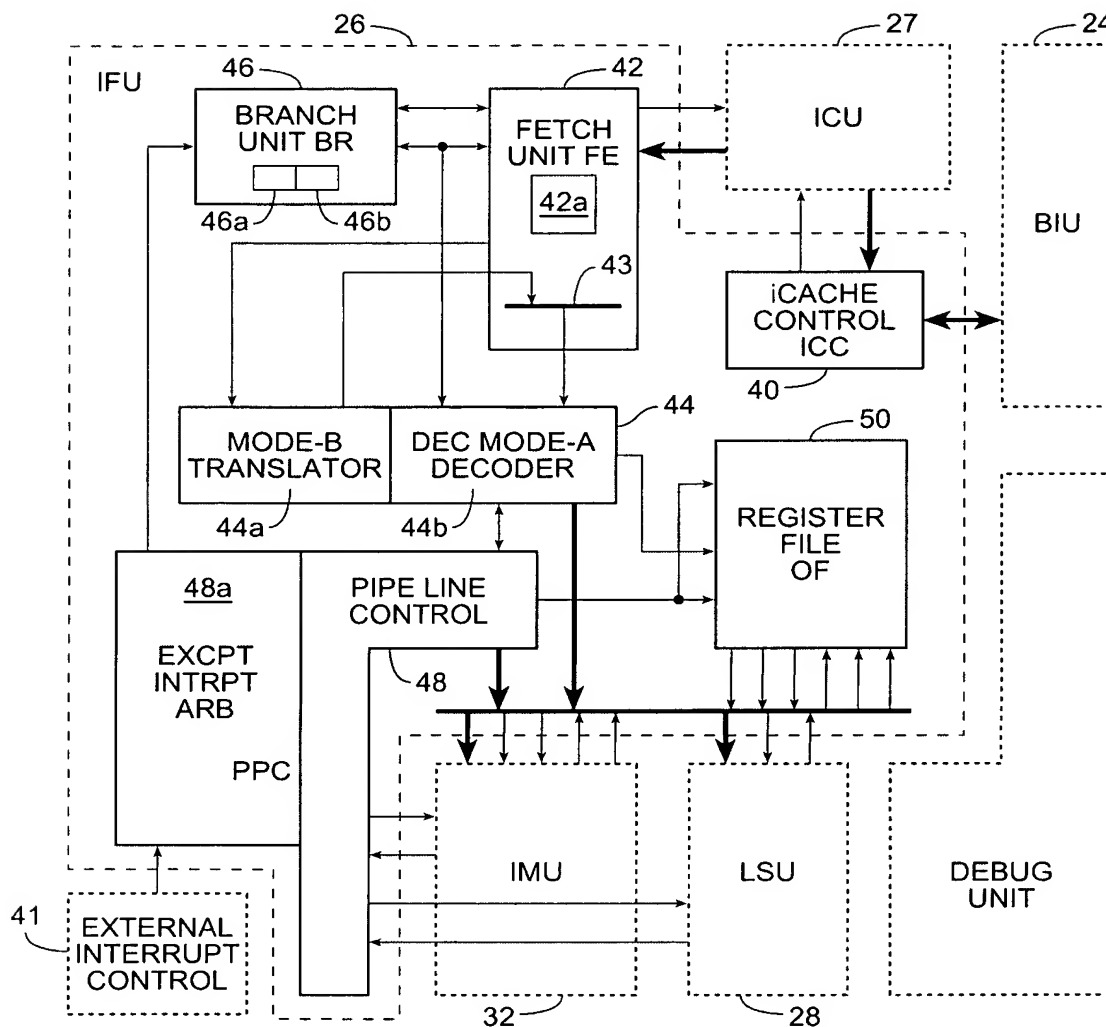 26
27
24
IFU
46
42
BRANCH
UNIT BR
46a
46b
FETCH
UNIT FE
42a
43
ICU
BIU
iCACHE
CONTROL
ICC
40
MODE-B
TRANSLATOR
44a
DEC MODE-A
DECODER
44b
44
50
REGISTER
FILE
OF
48a
EXCPT
INTRPT
ARB
PPC
PIPE LINE
CONTROL
48
41
EXTERNAL
INTERRUPT
CONTROL
IMU
32
LSU
28
DEBUG
UNIT